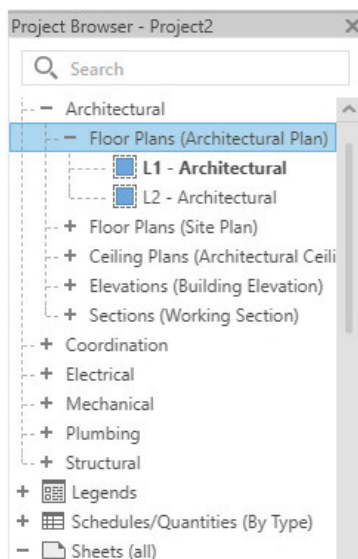 Project Browser - Project2
Search
Architectural
Floor Plans (Architectural Plan)
L1 - Architectural
L2 - Architectural
Floor Plans (Site Plan)
Ceiling Plans (Architectural Ceili
Elevations (Building Elevation)
Sections (Working Section)
Coordination
Electrical
Mechanical
Plumbing
Structural
Legends
Schedules/Quantities (By Type)
Sheets (all)